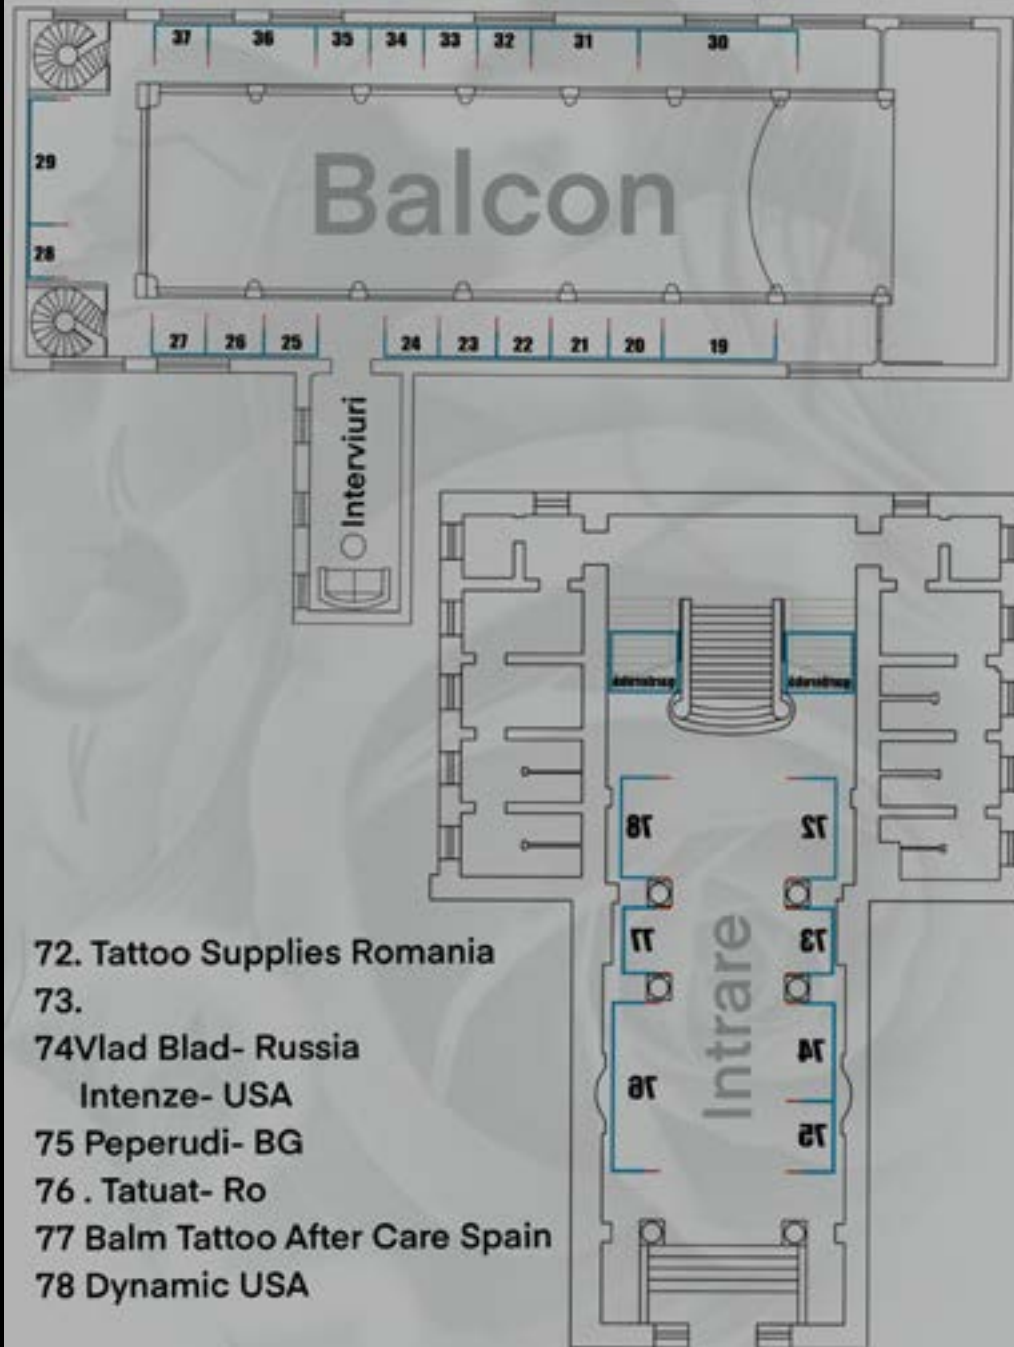 37 36 35 34 33 32 31 30
29
Balcon
28
27 26 25 24 23 22 21 20 19
Interviuri
garderoba garderoba
78 72
77 73
Intrare
74
76
75
72. Tattoo Supplies Romania
73.
74Vlad Blad- Russia
Intenze- USA
75 Peperudi- BG
76 . Tatuat- Ro
77 Balm Tattoo After Care Spain
78 Dynamic USA